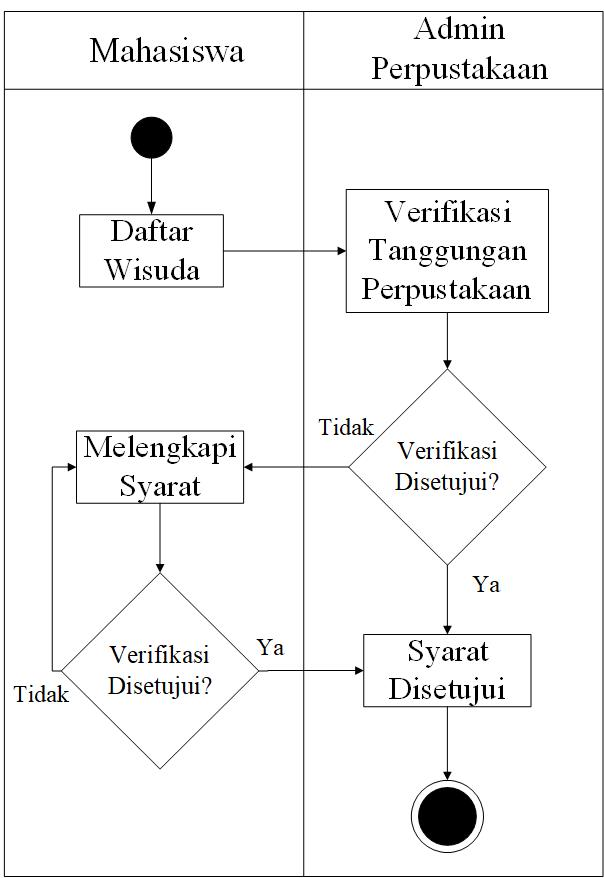 Mahasiswa
Admin
Perpustakaan
Daftar
Wisuda
Verifikasi
Tanggungan
Perpustakaan
Tidak
Verifikasi
Disetujui?
Melengkapi
Syarat
Ya
Verifikasi
Disetujui?
Ya
Tidak
Syarat
Disetujui